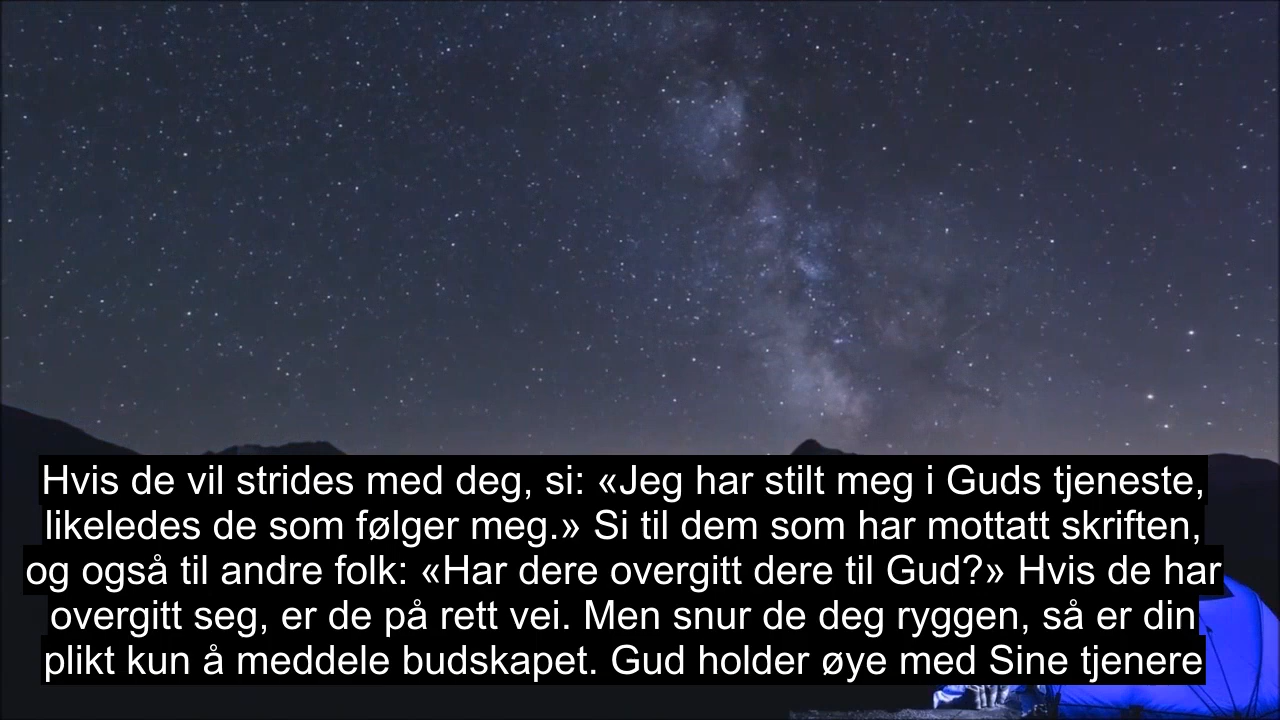 Hvis de vil strides med deg, si: «Jeg har stilt meg i Guds tjeneste,
likeledes de som følger meg.» Si til dem som har mottatt skriften,
og også til andre folk: «Har dere overgitt dere til Gud?» Hvis de har
overgitt seg, er de på rett vei. Men snur de deg ryggen, så er din
plikt kun å meddele budskapet. Gud holder øye med Sine tjenere